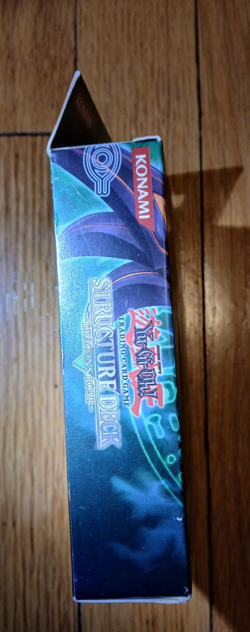 KONAMI
Yu-Gi-Oh!
TRADING CARD GAME
STRUCTURE DECK